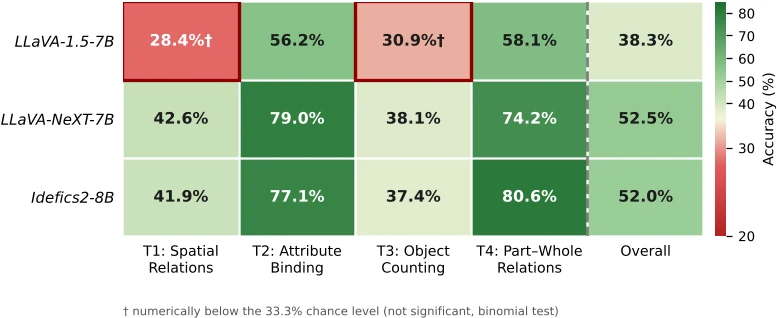 LLaVA-1.5-7B 28.4%† 56.2% 30.9%† 58.1% 38.3%
LLaVA-NeXT-7B 42.6% 79.0% 38.1% 74.2% 52.5%
Idefics2-8B 41.9% 77.1% 37.4% 80.6% 52.0%
T1: Spatial T2: Attribute T3: Object T4: Part–Whole Overall
Relations Binding Counting Relations
80
70
60
50
40
30
20
Accuracy (%)
† numerically below the 33.3% chance level (not significant, binomial test)